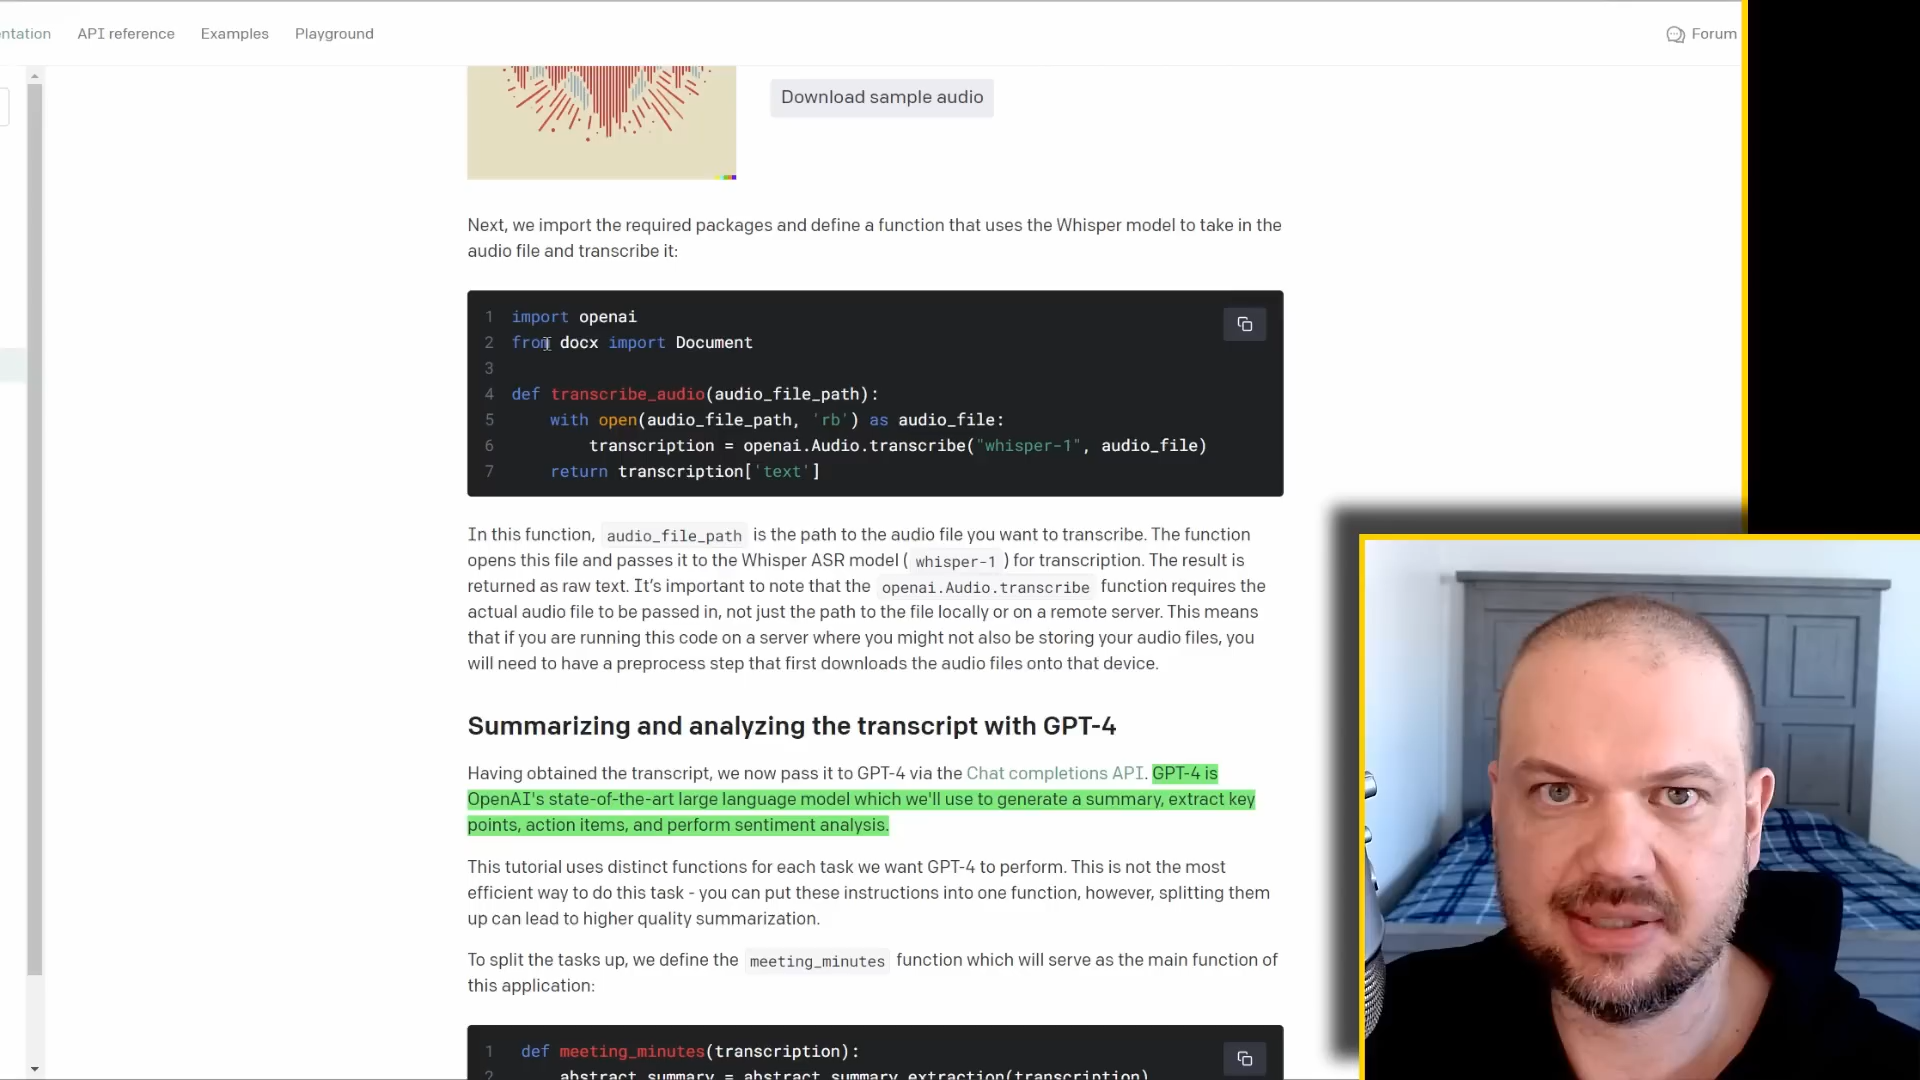 ntation API reference Examples Playground Forum
Download sample audio
Next, we import the required packages and define a function that uses the Whisper model to take in the
audio file and transcribe it:
1 import openai
2 from docx import Document
3
4 def transcribe_audio(audio_file_path):
5 with open(audio_file_path, 'rb') as audio_file:
6 transcription = openai.Audio.transcribe("whisper-1", audio_file)
7 return transcription['text']
In this function, audio_file_path is the path to the audio file you want to transcribe. The function
opens this file and passes it to the Whisper ASR model ( whisper-1 ) for transcription. The result is
returned as raw text. It’s important to note that the openai.Audio.transcribe function requires the
actual audio file to be passed in, not just the path to the file locally or on a remote server. This means
that if you are running this code on a server where you might not also be storing your audio files, you
will need to have a preprocess step that first downloads the audio files onto that device.
Summarizing and analyzing the transcript with GPT-4
Having obtained the transcript, we now pass it to GPT-4 via the Chat completions API. GPT-4 is
OpenAI's state-of-the-art large language model which we'll use to generate a summary, extract key
points, action items, and perform sentiment analysis.
This tutorial uses distinct functions for each task we want GPT-4 to perform. This is not the most
efficient way to do this task - you can put these instructions into one function, however, splitting them
up can lead to higher quality summarization.
To split the tasks up, we define the meeting_minutes function which will serve as the main function of
this application:
1 def meeting_minutes(transcription):
2 abstract_summary = abstract_summary_extraction(transcription)